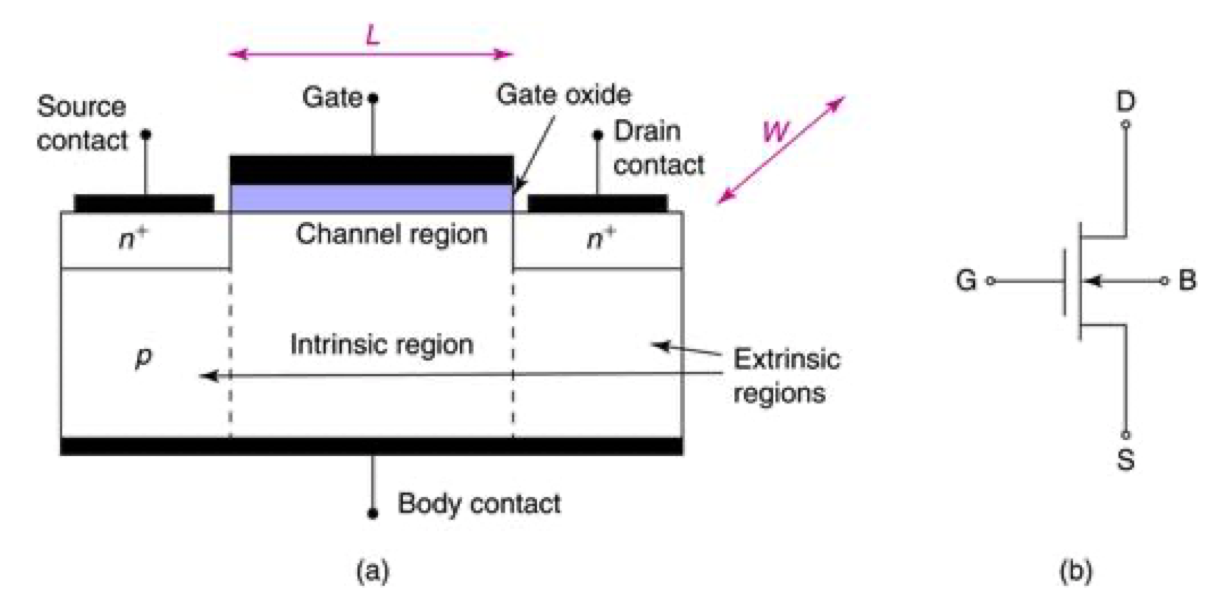 L
Source
contact
Gate
Gate oxide
Drain
contact
W
n+
Channel region
n+
p
Intrinsic region
Extrinsic
regions
Body contact
(a)
D
G
B
S
(b)